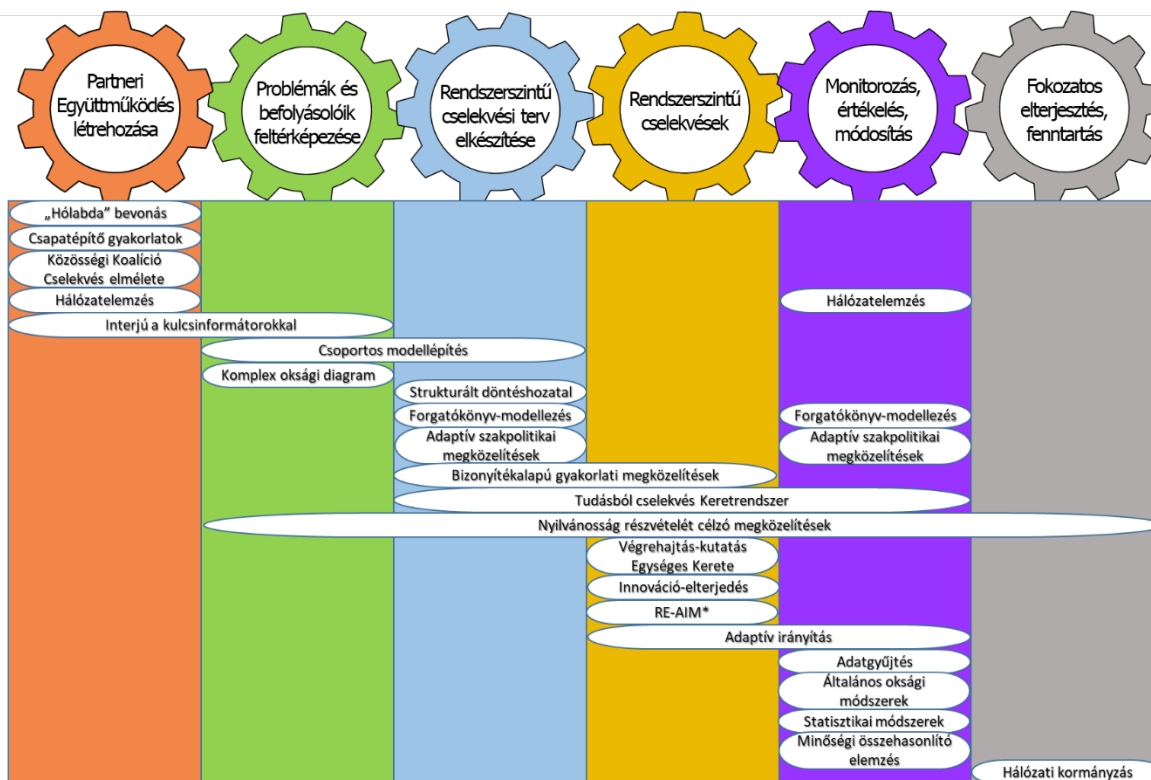 Partneri
Együttműködés
létrehozása
Problémák és
befolyásolóik
feltérképezése
Rendszerszintű
cselekvési terv
elkészítése
Rendszerszintű
cselekvések
Monitorozás,
értékelés,
módosítás
Fokozatos
elterjesztés,
fenntartás
„Hólabda” bevonás
Csapatépítő gyakorlatok
Közösségi Koalíció
Cselekvés elmélete
Hálózatelemzés
Hálózatelemzés
Interjú a kulcsinformátorokkal
Csoportos modellépítés
Komplex oksági diagram
Strukturált döntéshozatal
Forgatókönyv-modellezés
Forgatókönyv-modellezés
Adaptív szakpolitikai
megközelítések
Adaptív szakpolitikai
megközelítések
Bizonyítékalapú gyakorlati megközelítések
Tudásból cselekvés Keretrendszer
Nyilvánosság részvételét célzó megközelítések
Végrehajtás-kutatás
Egységes Kerete
Innováció-elterjedés
RE-AIM*
Adaptív irányítás
Adatgyűjtés
Általános oksági
módszerek
Statisztikai módszerek
Minőségi összehasonlító
elemzés
Hálózati kormányzás